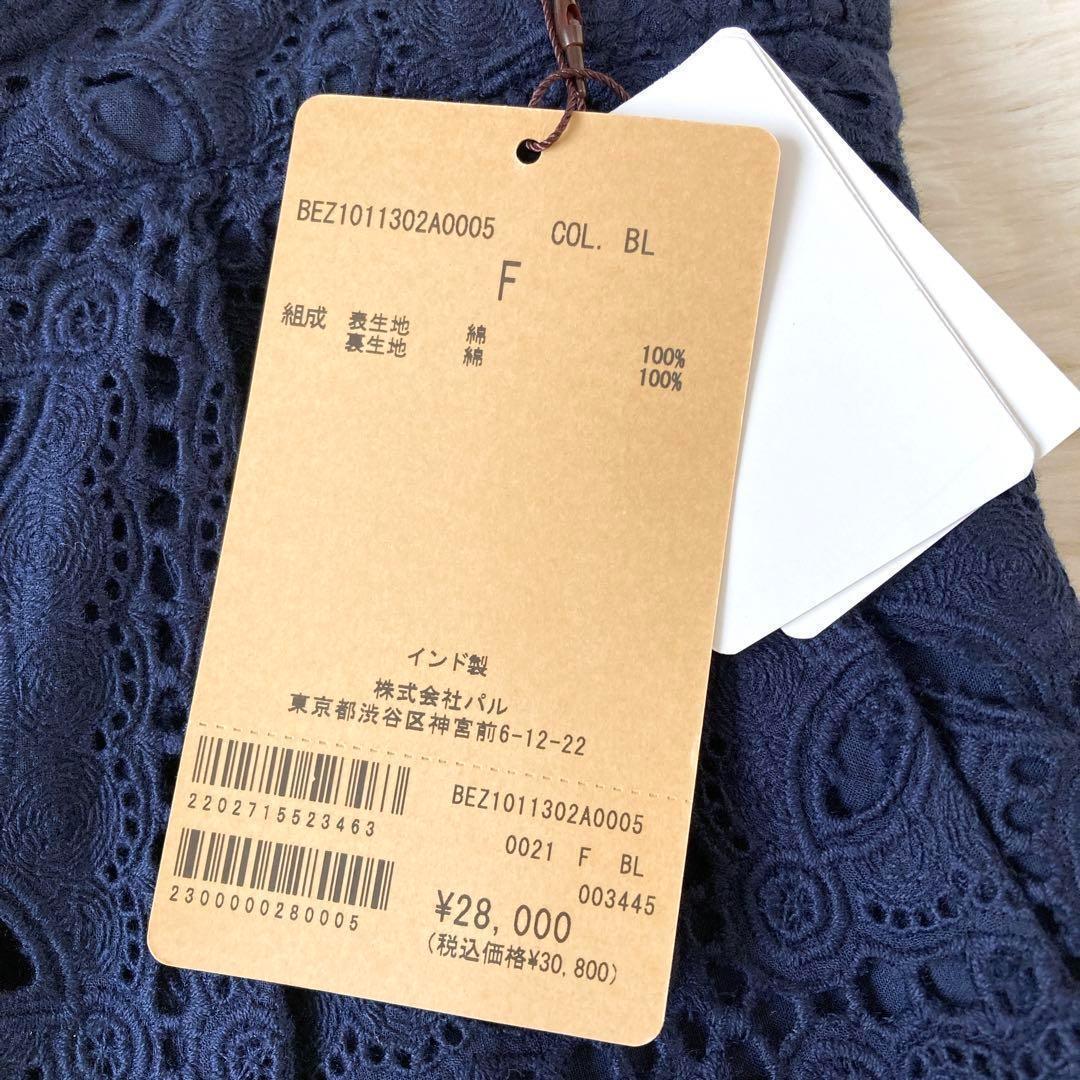 BEZ1011302A0005 COL. BL
F
組成 表生地 綿 100%
裏生地 綿 100%
インド製
株式会社パル
東京都渋谷区神宮前6-12-22
2202715523463
BEZ1011302A0005
0021 F BL
003445
2300000280005
¥28,000
(税込価格¥30,800)